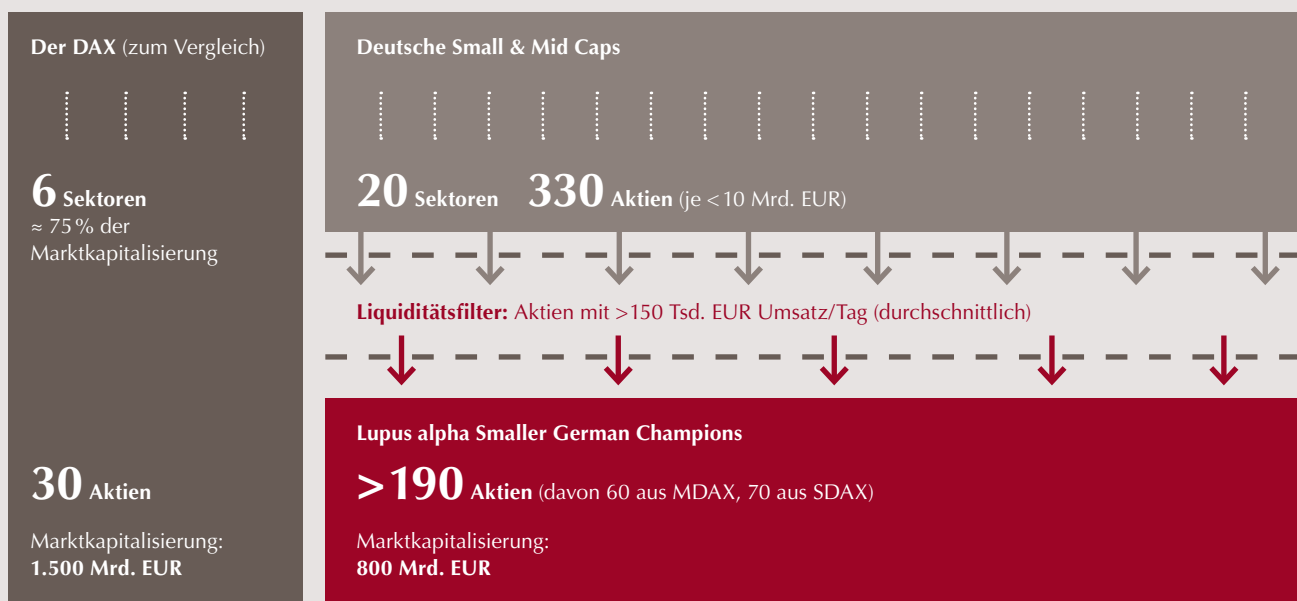 Der DAX (zum Vergleich)
6 Sektoren
≈ 75 % der
Marktkapitalisierung
30 Aktien
Marktkapitalisierung:
1.500 Mrd. EUR
Deutsche Small & Mid Caps
20 Sektoren 330 Aktien (je < 10 Mrd. EUR)
Liquiditätsfilter: Aktien mit >150 Tsd. EUR Umsatz/Tag (durchschnittlich)
Lupus alpha Smaller German Champions
>190 Aktien (davon 60 aus MDAX, 70 aus SDAX)
Marktkapitalisierung:
800 Mrd. EUR